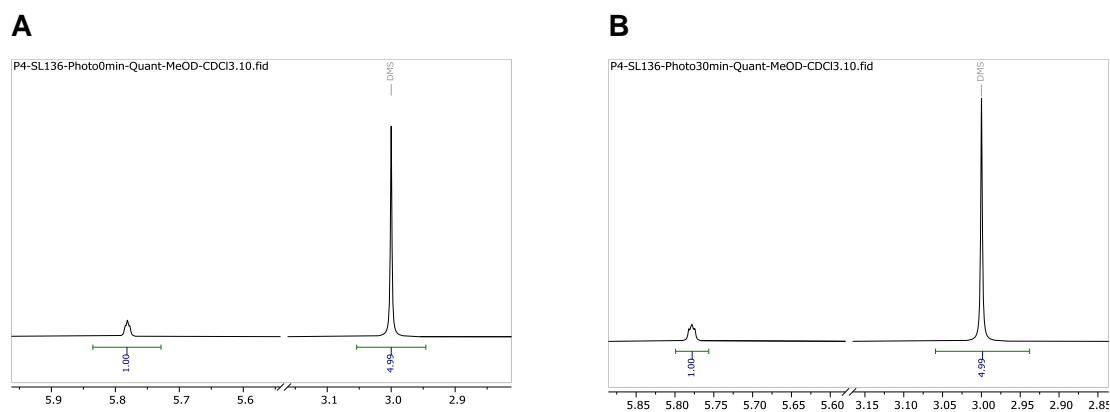 A
P4-SL136-Photo0min-Quant-MeOD-CDCl3.10.fid
DMS
1.00
4.99
5.9 5.8 5.7 5.6 3.1 3.0 2.9
B
P4-SL136-Photo30min-Quant-MeOD-CDCl3.10.fid
DMS
1.00
4.99
5.85 5.80 5.75 5.70 5.65 5.60 3.15 3.10 3.05 3.00 2.95 2.90 2.85